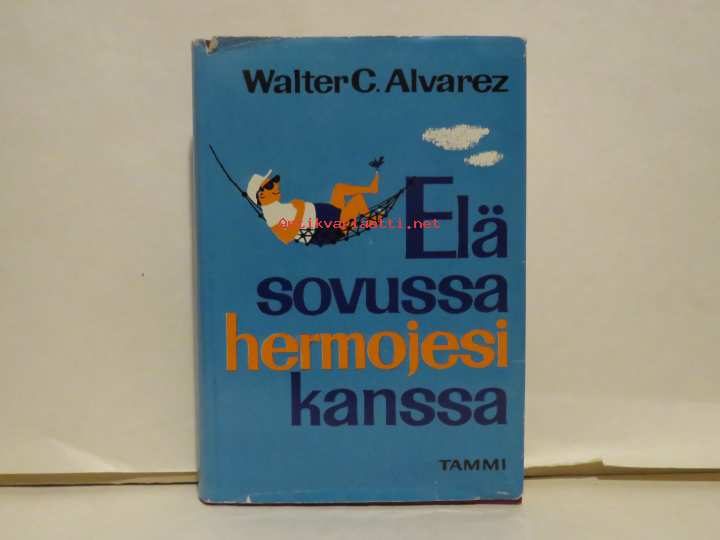 Walter C. Alvarez
Elä
Antikvariaatti.net
sovussa
hermojesi
kanssa
TAMMI